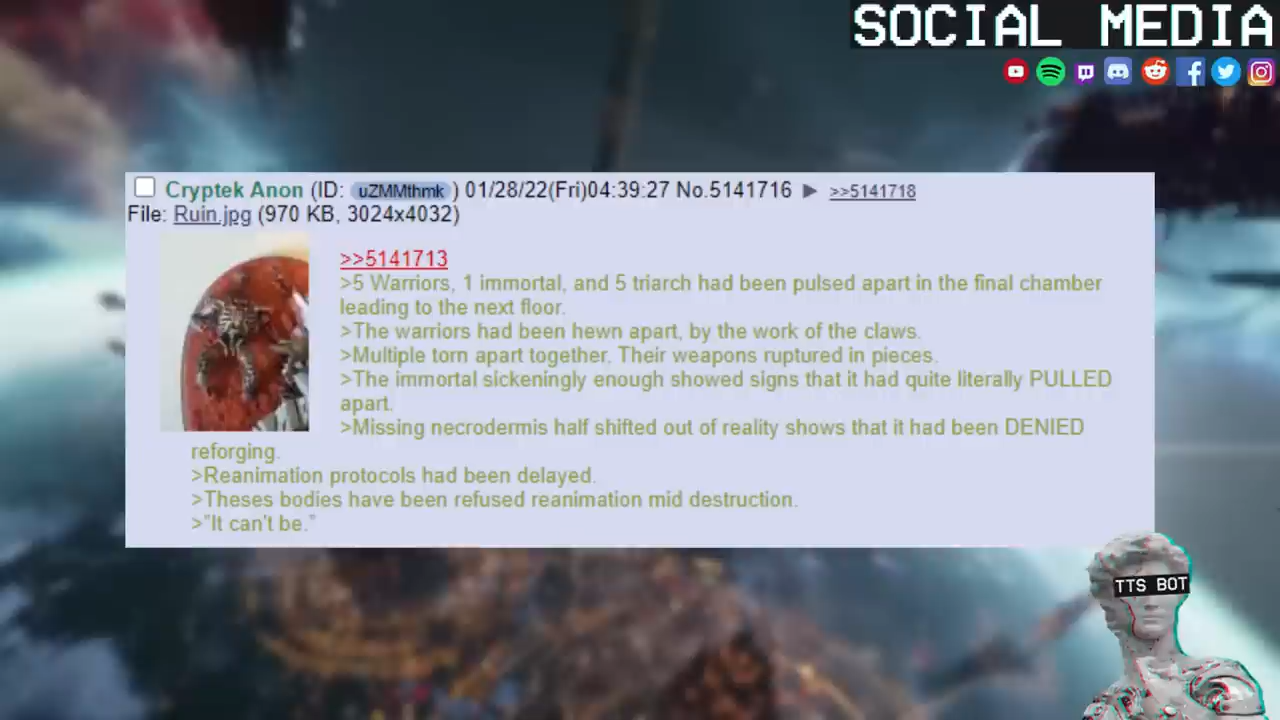 SOCIAL MEDIA
Cryptek Anon (ID: uZMMthmk ) 01/28/22(Fri)04:39:27 No.5141716 ▶ >>5141718
File: Ruin.jpg (970 KB, 3024x4032)
>>5141713
>5 Warriors, 1 immortal, and 5 triarch had been pulsed apart in the final chamber
leading to the next floor.
>The warriors had been hewn apart, by the work of the claws.
>Multiple torn apart together. Their weapons ruptured in pieces.
>The immortal sickeningly enough showed signs that it had quite literally PULLED
apart.
>Missing necrodermis half shifted out of reality shows that it had been DENIED
reforging.
>Reanimation protocols had been delayed.
>Theses bodies have been refused reanimation mid destruction.
>"It can't be."
TTS BOT